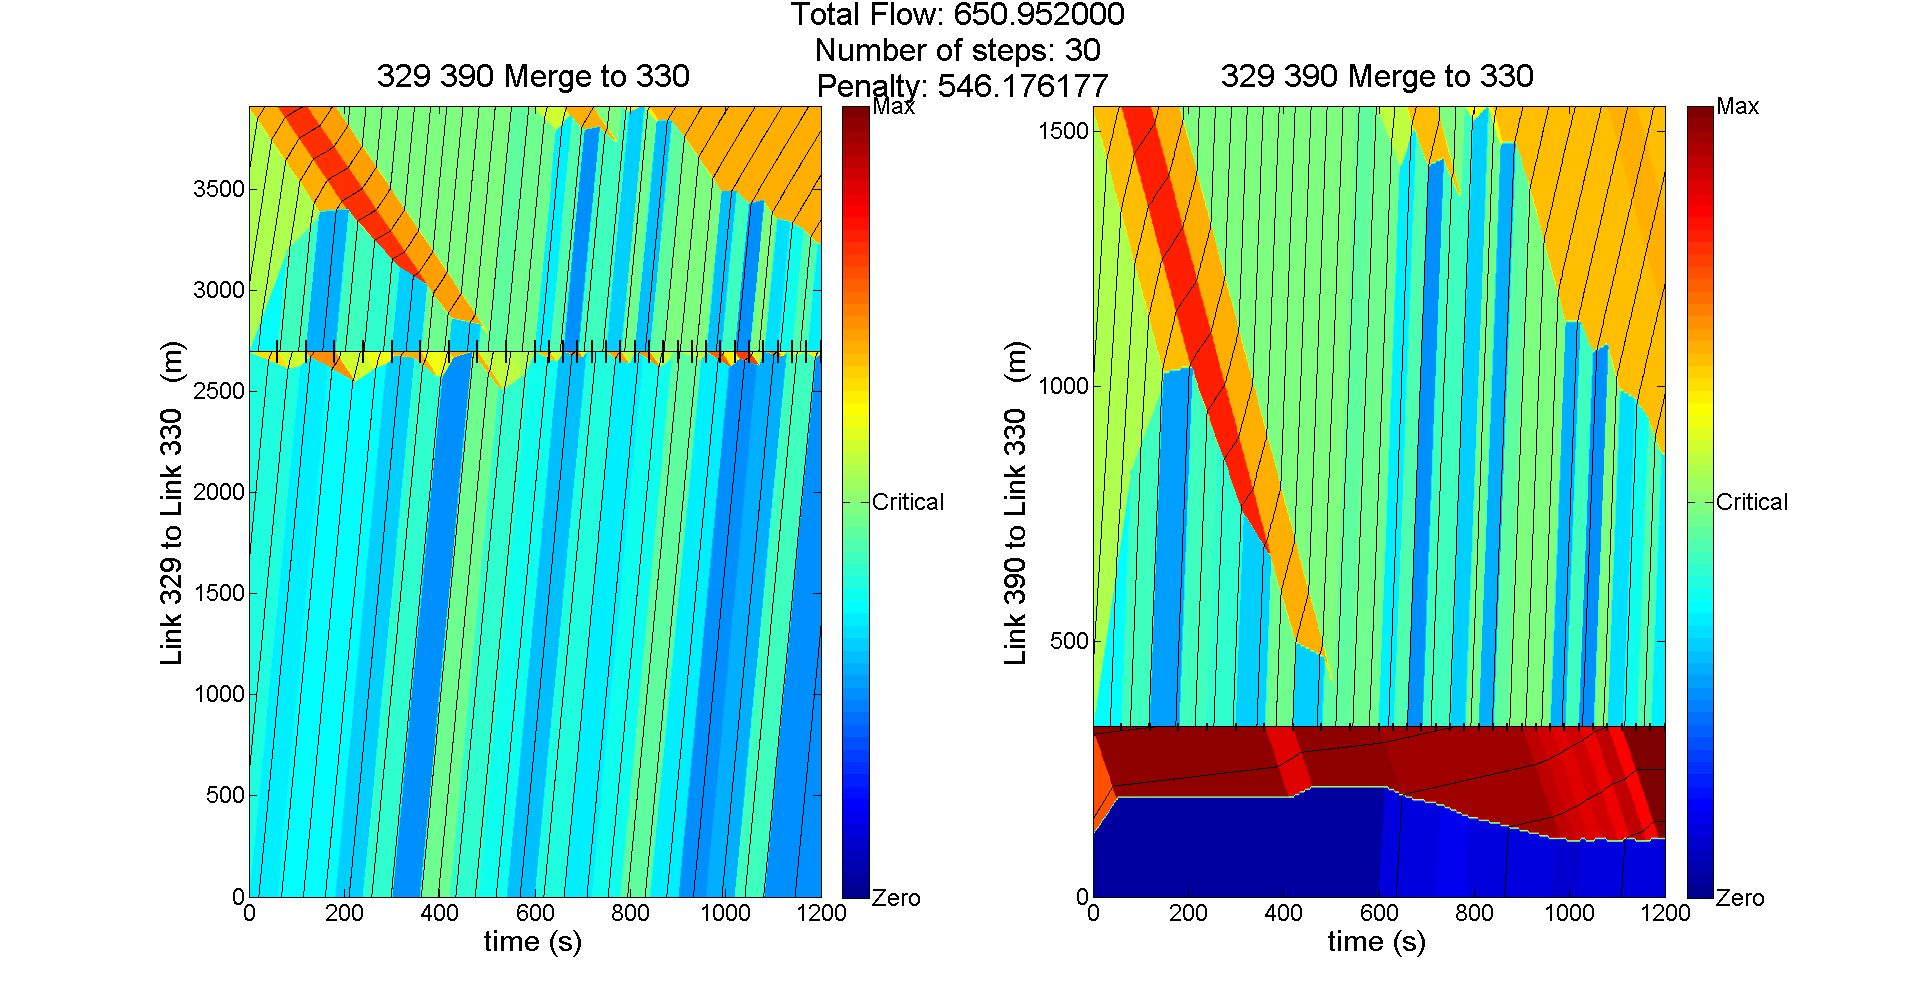 Total Flow: 650.952000
Number of steps: 30
Penalty: 546.176177
329 390 Merge to 330
3500
3000
2500
2000
1500
1000
500
0
Link 329 to Link 330 (m)
0 200 400 600 800 1000 1200
time (s)
Max
Critical
Zero
329 390 Merge to 330
1500
1000
500
0
Link 390 to Link 330 (m)
0 200 400 600 800 1000 1200
time (s)
Max
Critical
Zero